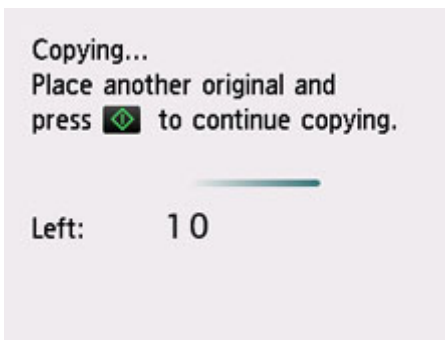 Copying...
Place another original and
press to continue copying.
Left: 10